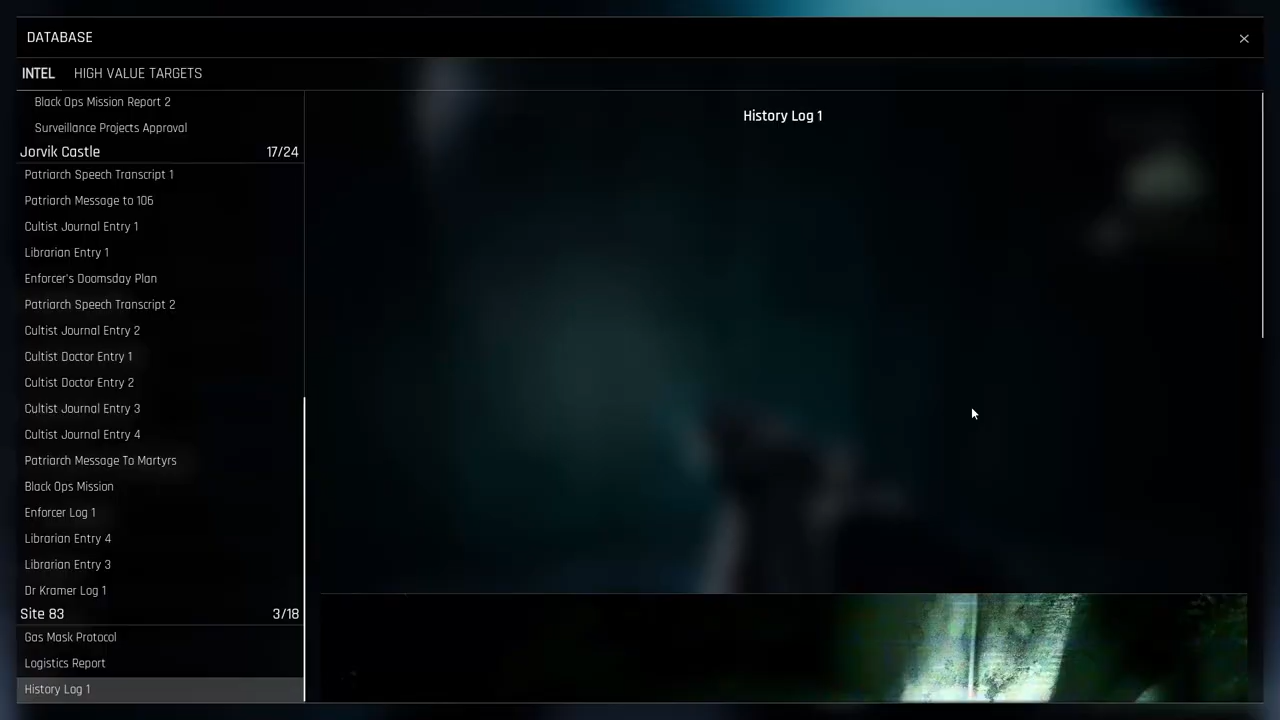 DATABASE
INTEL HIGH VALUE TARGETS
Black Ops Mission Report 2
Surveillance Projects Approval
Jorvik Castle 17/24
Patriarch Speech Transcript 1
Patriarch Message to 106
Cultist Journal Entry 1
Librarian Entry 1
Enforcer's Doomsday Plan
Patriarch Speech Transcript 2
Cultist Journal Entry 2
Cultist Doctor Entry 1
Cultist Doctor Entry 2
Cultist Journal Entry 3
Cultist Journal Entry 4
Patriarch Message To Martyrs
Black Ops Mission
Enforcer Log 1
Librarian Entry 4
Librarian Entry 3
Dr Kramer Log 1
Site 83 3/18
Gas Mask Protocol
Logistics Report
History Log 1
History Log 1